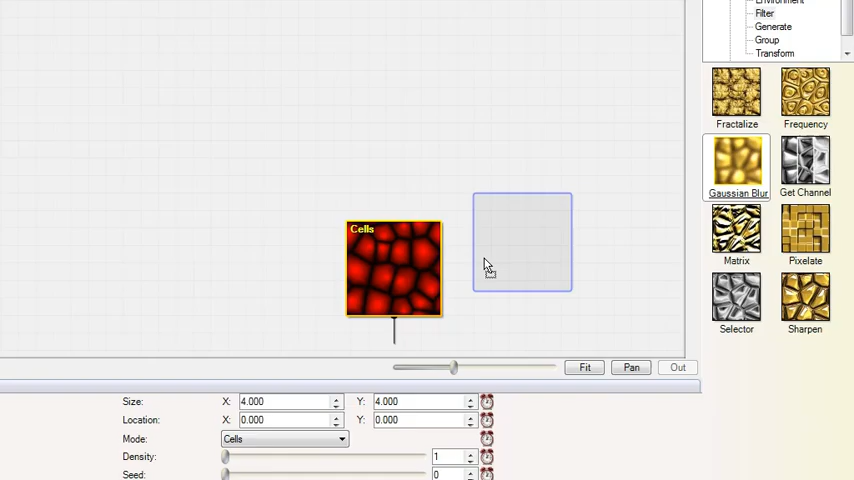 Environment
Filter
Generate
Group
Transform
Fractalize Frequency
Gaussian Blur Get Channel
Matrix Pixelate
Selector Sharpen
Cells
Fit Pan Out
Size: X: 4.000 Y: 4.000
Location: X: 0.000 Y: 0.000
Mode: Cells
Density: 1
Seed: 0